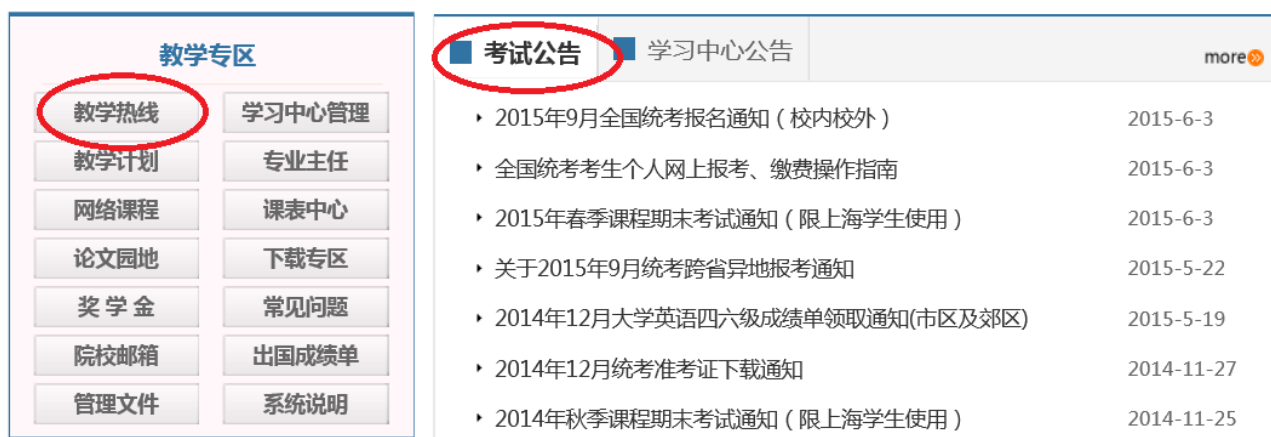 教学专区
教学热线 学习中心管理
教学计划 专业主任
网络课程 课表中心
论文园地 下载专区
奖 学 金 常见问题
院校邮箱 出国成绩单
管理文件 系统说明
考试公告 学习中心公告 more
2015年9月全国统考报名通知（校内校外） 2015-6-3
全国统考考生个人网上报考、缴费操作指南 2015-6-3
2015年春季课程期末考试通知（限上海学生使用） 2015-6-3
关于2015年9月统考跨省异地报考通知 2015-5-22
2014年12月大学英语四六级成绩单领取通知(市区及郊区) 2015-5-19
2014年12月统考准考证下载通知 2014-11-27
2014年秋季课程期末考试通知（限上海学生使用） 2014-11-25